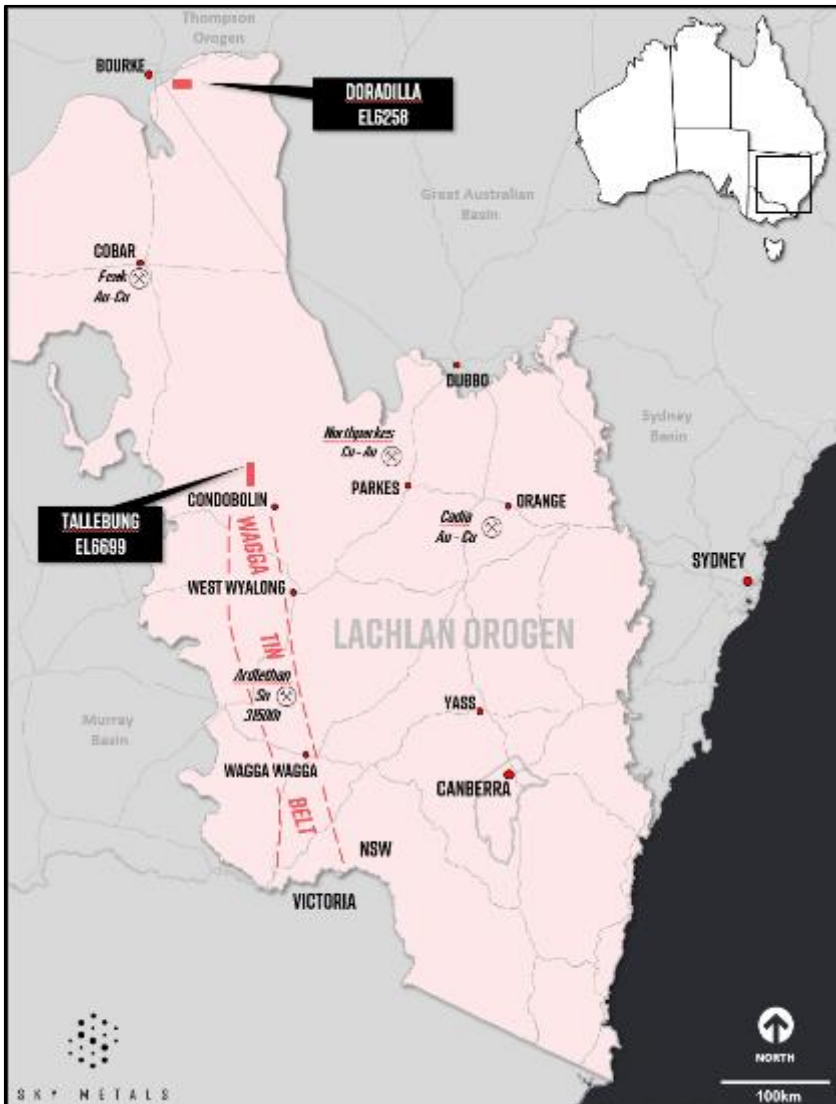 Thompson
Orogen
BOURKE
DORADILLA
EL6258
Great Australian
Basin
COBAR
Au-Cu
DUBBO
Sydney
Basin
Northparkes
Cu - Au
PARKES
ORANGE
CONDOBOLIN
Cadia
Au - Cu
TALLEBUNG
EL6699
WAGGA
SYDNEY
WEST WYALONG
LACHLAN OROGEN
TIN
Ardlethan
Sn
YASS
Murray
Basin
WAGGA WAGGA
CANBERRA
BELT
NSW
VICTORIA
NORTH
SKY METALS
100km